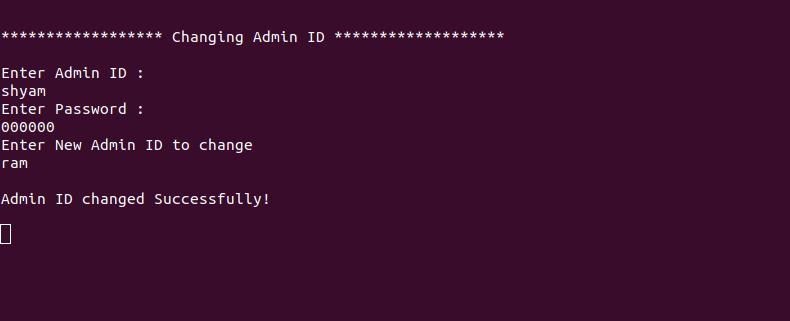 ****************** Changing Admin ID *******************
Enter Admin ID :
shyam
Enter Password :
000000
Enter New Admin ID to change
ram
Admin ID changed Successfully!